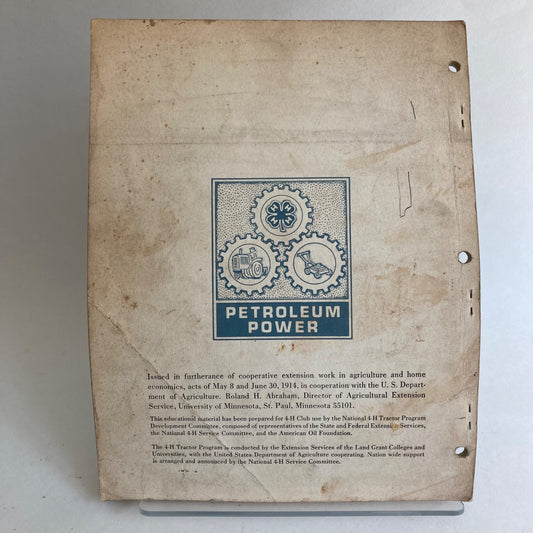 H H
H H
PETROLEUM
POWER
Issued in furtherance of cooperative extension work in agriculture and home
economics, acts of May 8 and June 30, 1914, in cooperation with the U. S. Depart-
ment of Agriculture. Roland H. Abraham, Director of Agricultural Extension
Service, University of Minnesota, St. Paul, Minnesota 55101.
This educational material has been prepared for 4-H Club use by the National 4-H Tractor Program
Development Committee, composed of representatives of the State and Federal Extension Services,
the National 4-H Service Committee, and the American Oil Foundation.
The 4-H Tractor Program is conducted by the Extension Services of the Land Grant Colleges and
Universities, with the United States Department of Agriculture cooperating. Nation wide support
is arranged and announced by the National 4-H Service Committee.